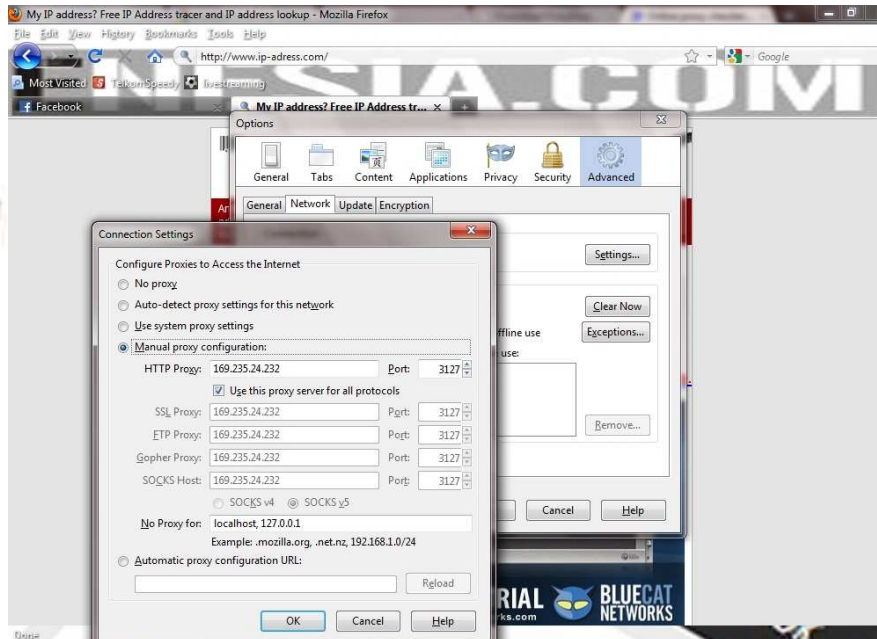 My IP address? Free IP Address tracer and IP address lookup - Mozilla Firefox
File Edit View History Bookmarks Tools Help
http://www.ip-adress.com/
Google
Most Visited TelkomSpeedy livestreaming
ESIA.COM
Facebook
My IP address? Free IP Address tr...
Options
General Tabs Content Applications Privacy Security Advanced
General Network Update Encryption
Settings...
Clear Now
ffline use
Exceptions...
use:
Remove...
Cancel Help
Connection Settings
Configure Proxies to Access the Internet
No proxy
Auto-detect proxy settings for this network
Use system proxy settings
Manual proxy configuration:
HTTP Proxy: 169.235.24.232 Port: 3127
Use this proxy server for all protocols
SSL Proxy: 169.235.24.232 Port: 3127
FTP Proxy: 169.235.24.232 Port: 3127
Gopher Proxy: 169.235.24.232 Port: 3127
SOCKS Host: 169.235.24.232 Port: 3127
SOCKS v4 SOCKS v5
No Proxy for: localhost, 127.0.0.1
Example: .mozilla.org, .net.nz, 192.168.1.0/24
Automatic proxy configuration URL:
Reload
OK Cancel Help
RIAL
rks.com
BLUECAT
NETWORKS
Done